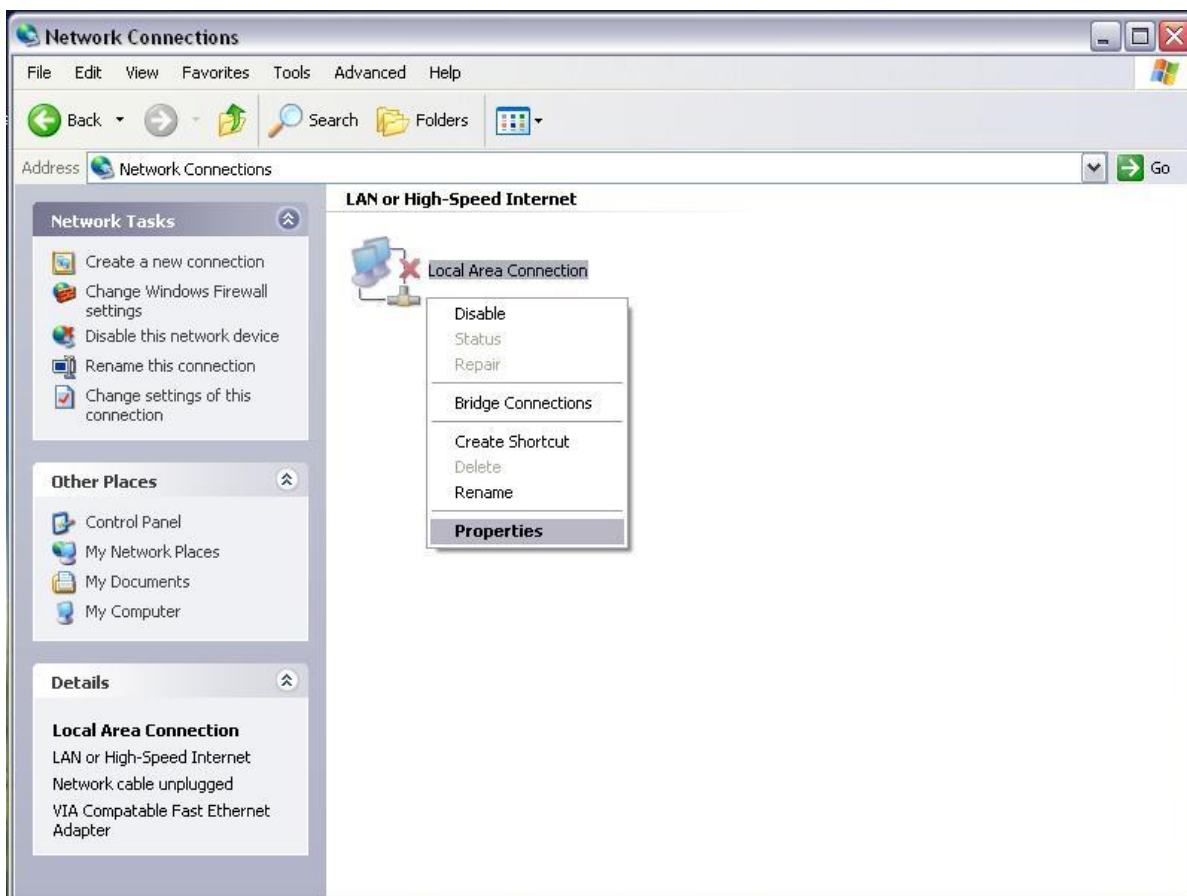 Network Connections
File Edit View Favorites Tools Advanced Help
Back Search Folders
Address Network Connections Go
Network Tasks
Create a new connection
Change Windows Firewall
settings
Disable this network device
Rename this connection
Change settings of this
connection
Other Places
Control Panel
My Network Places
My Documents
My Computer
Details
Local Area Connection
LAN or High-Speed Internet
Network cable unplugged
VIA Compatable Fast Ethernet
Adapter
LAN or High-Speed Internet
Local Area Connection
Disable
Status
Repair
Bridge Connections
Create Shortcut
Delete
Rename
Properties